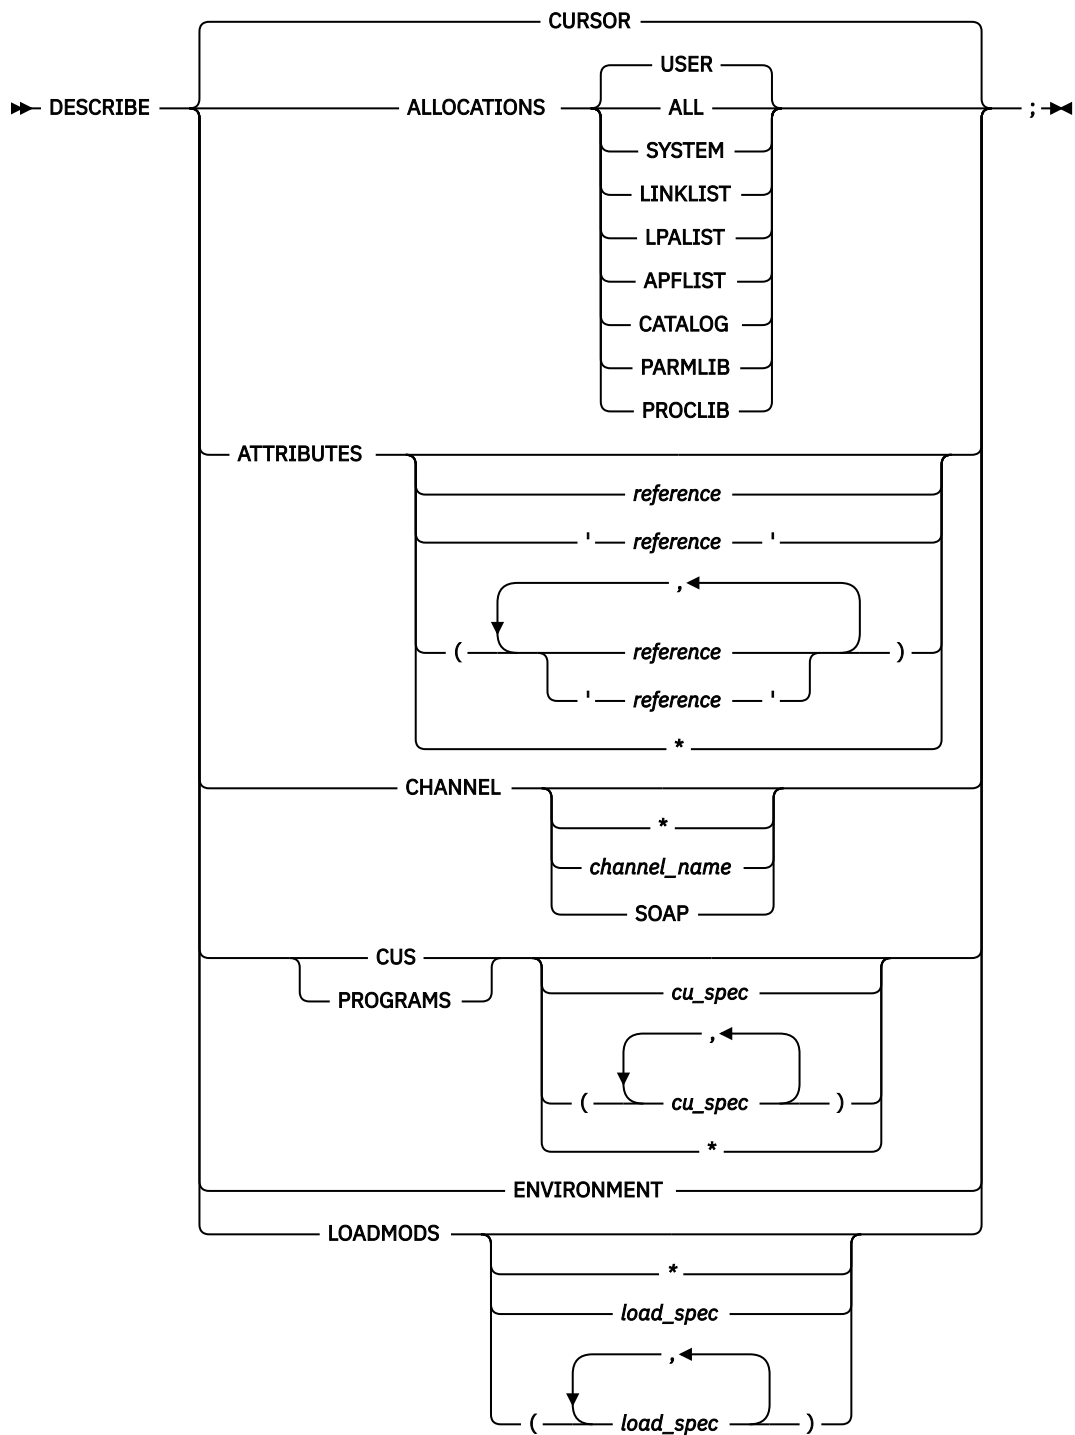 CURSOR
USER
DESCRIBE ALLOCATIONS ALL ;
SYSTEM
LINKLIST
LPALIST
APFLIST
CATALOG
PARMLIB
PROCLIB
ATTRIBUTES
reference
' reference '
,
( reference )
' reference '
*
CHANNEL
*
channel_name
SOAP
CUS
PROGRAMS
cu_spec
,
( cu_spec )
*
ENVIRONMENT
LOADMODS
*
load_spec
,
( load_spec )